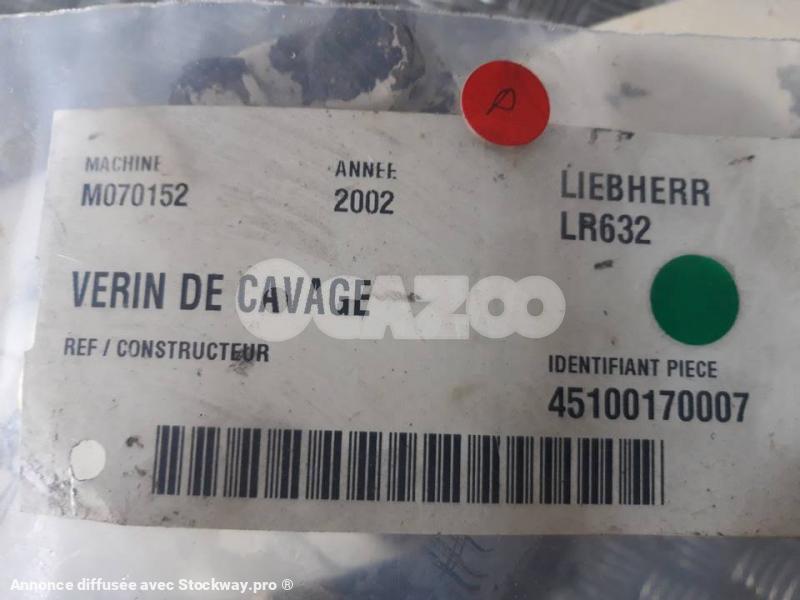 MACHINE
M070152
ANNEE
2002
LIEBHERR
LR632
VERIN DE CAVAGE
OCAZOO
REF / CONSTRUCTEUR
IDENTIFIANT PIECE
45100170007
Annonce diffusée avec Stockway.pro ®